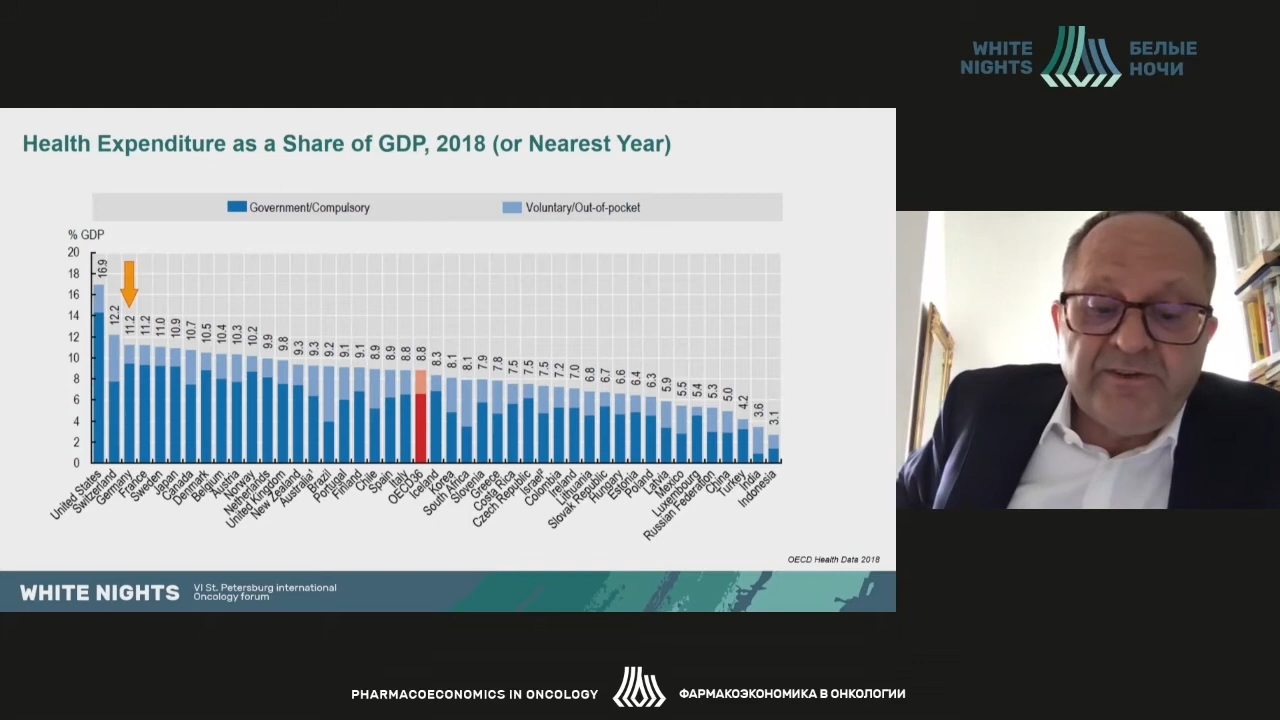 WHITE
NIGHTS
БЕЛЫЕ
НОЧИ
Health Expenditure as a Share of GDP, 2018 (or Nearest Year)
Government/Compulsory
Voluntary/Out-of-pocket
% GDP
20
18
16
14
12
10
8
6
4
2
0
16.9
12.2
11.2
11.2
11.0
10.9
10.7
10.5
10.4
10.3
10.2
9.9
9.8
9.3
9.3
9.2
9.1
9.1
8.9
8.9
8.8
8.8
8.3
8.1
8.1
7.9
7.8
7.5
7.5
7.5
7.2
7.0
6.8
6.7
6.6
6.4
6.3
5.9
5.5
5.4
5.3
5.0
4.2
3.6
3.1
United States
Switzerland
Germany
France
Sweden
Japan
Canada
Denmark
Belgium
Austria
Norway
Netherlands
United Kingdom
New Zealand
Australia¹
Brazil
Portugal
Finland
Chile
Spain
Italy
OECD36
Iceland
Korea
South Africa
Slovenia
Greece
Costa Rica
Czech Republic
Israel²
Colombia
Ireland
Lithuania
Slovak Republic
Hungary
Estonia
Poland
Latvia
Mexico
Luxembourg
Russian Federation
China
Turkey
India
Indonesia
OECD Health Data 2018
WHITE NIGHTS
VI St. Petersburg international
Oncology forum
PHARMACOECONOMICS IN ONCOLOGY
ФАРМАКОЭКОНОМИКА В ОНКОЛОГИИ